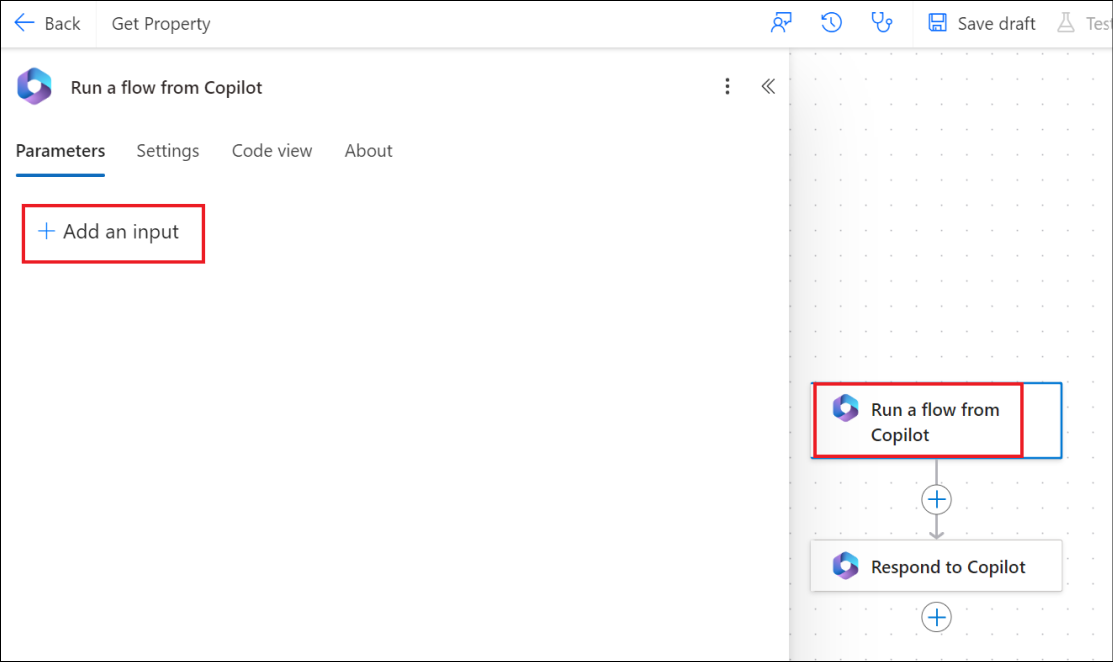 Back
Get Property
Save draft
Test
Run a flow from Copilot
Parameters
Settings
Code view
About
Add an input
Run a flow from
Copilot
Respond to Copilot